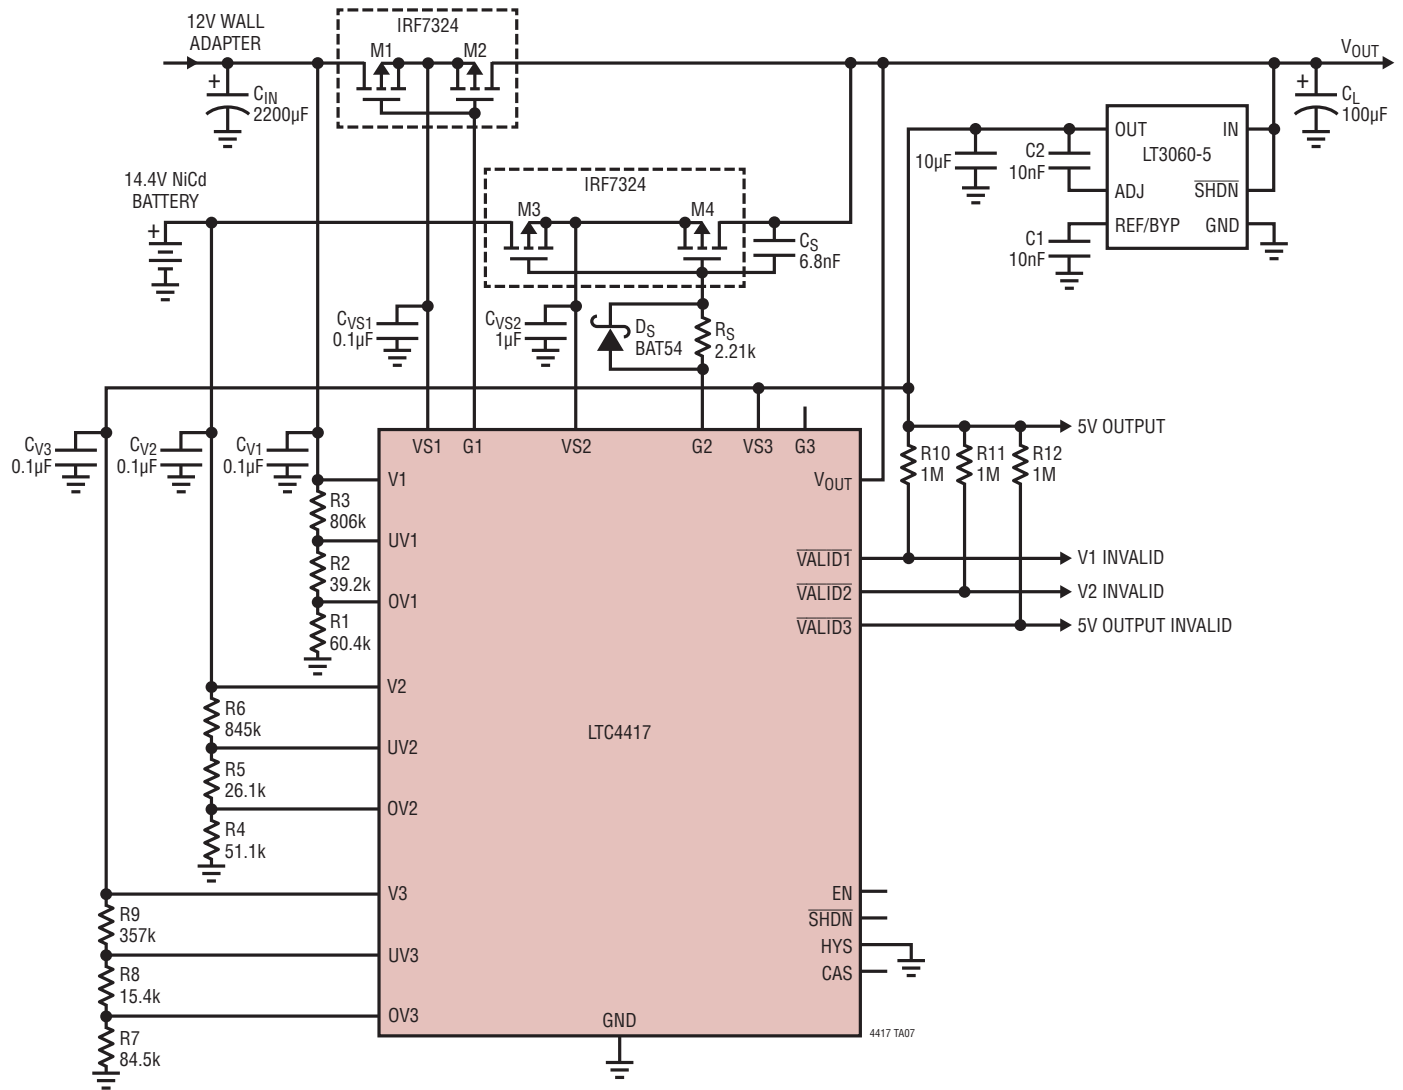 12V WALL
ADAPTER
IRF7324
M1
M2
VOUT
+
CIN
2200µF
+
CL
100µF
OUT
IN
LT3060-5
ADJ
SHDN
REF/BYP
GND
10µF
C2
10nF
C1
10nF
14.4V NiCd
BATTERY
+
IRF7324
M3
M4
CS
6.8nF
CVS1
0.1µF
CVS2
1µF
DS
BAT54
RS
2.21k
CV3
0.1µF
CV2
0.1µF
CV1
0.1µF
VS1
G1
VS2
G2
VS3
G3
5V OUTPUT
R10
1M
R11
1M
R12
1M
V1
VOUT
R3
806k
UV1
R2
39.2k
OV1
R1
60.4k
VALID1
V1 INVALID
VALID2
V2 INVALID
VALID3
5V OUTPUT INVALID
V2
R6
845k
UV2
R5
26.1k
OV2
R4
51.1k
LTC4417
V3
R9
357k
UV3
R8
15.4k
OV3
R7
84.5k
EN
SHDN
HYS
CAS
GND
4417 TA07